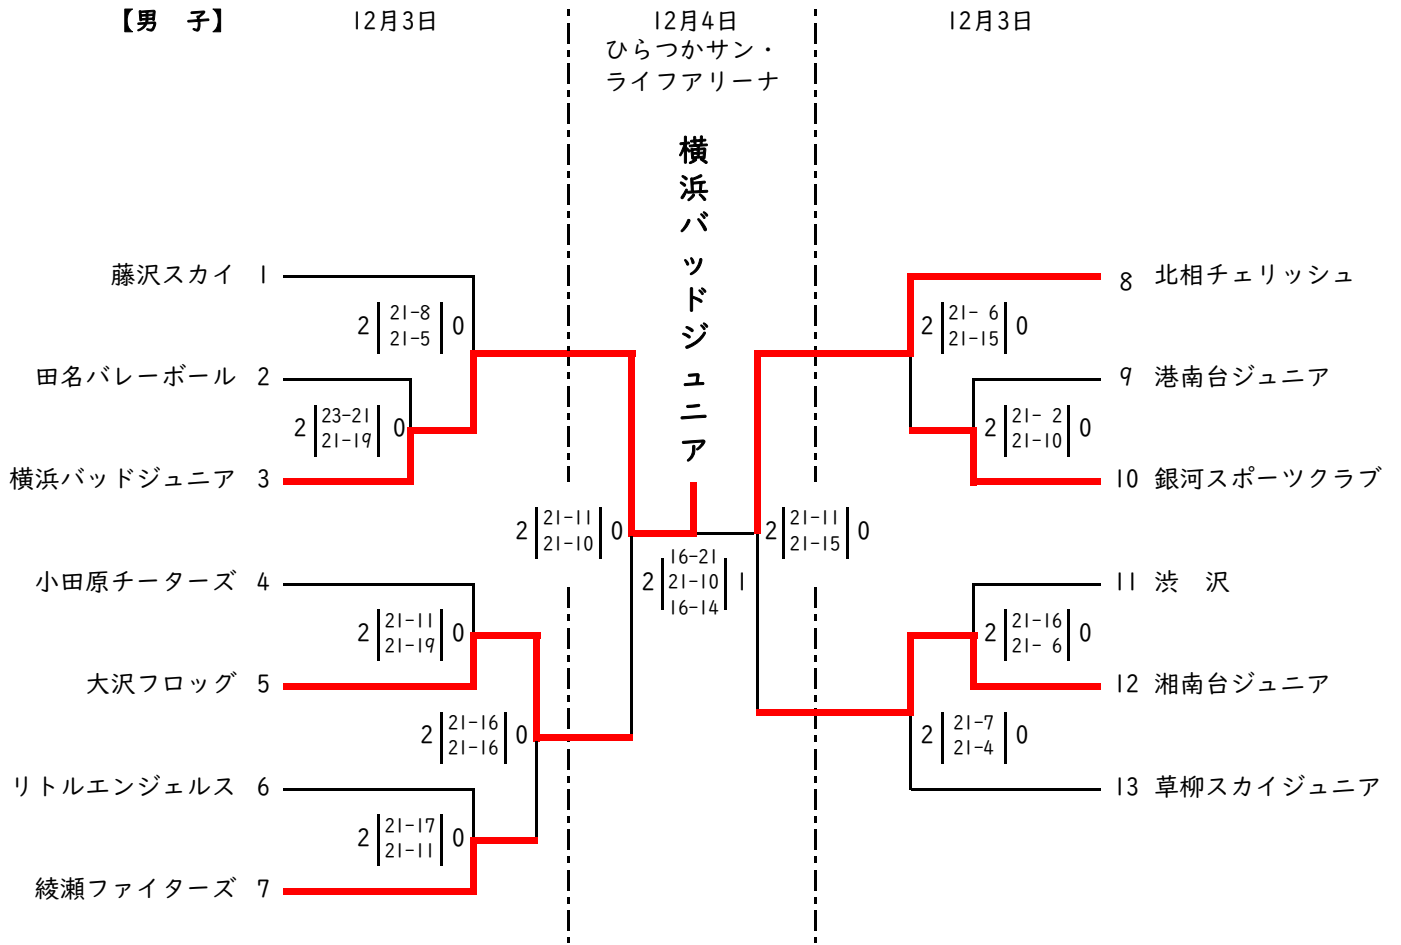 【男　子】
12月3日
12月4日
12月3日
ひらつかサン・
ライフアリーナ
横浜バッドジュニア
藤沢スカイ 1
2 21-8 0
21-5
田名バレーボール 2
2 23-21 0
21-19
横浜バッドジュニア 3
小田原チーターズ 4
2 21-11 0
21-19
大沢フロッグ 5
2 21-16 0
21-16
リトルエンジェルス 6
2 21-17 0
21-11
綾瀬ファイターズ 7
2 21-11 0
21-10
16-21
2 21-10 1
16-14
2 21-11 0
21-15
8 北相チェリッシュ
2 21- 6 0
21-15
9 港南台ジュニア
2 21- 2 0
21-10
10 銀河スポーツクラブ
11 渋　沢
2 21-16 0
21- 6
12 湘南台ジュニア
2 21-7 0
21-4
13 草柳スカイジュニア